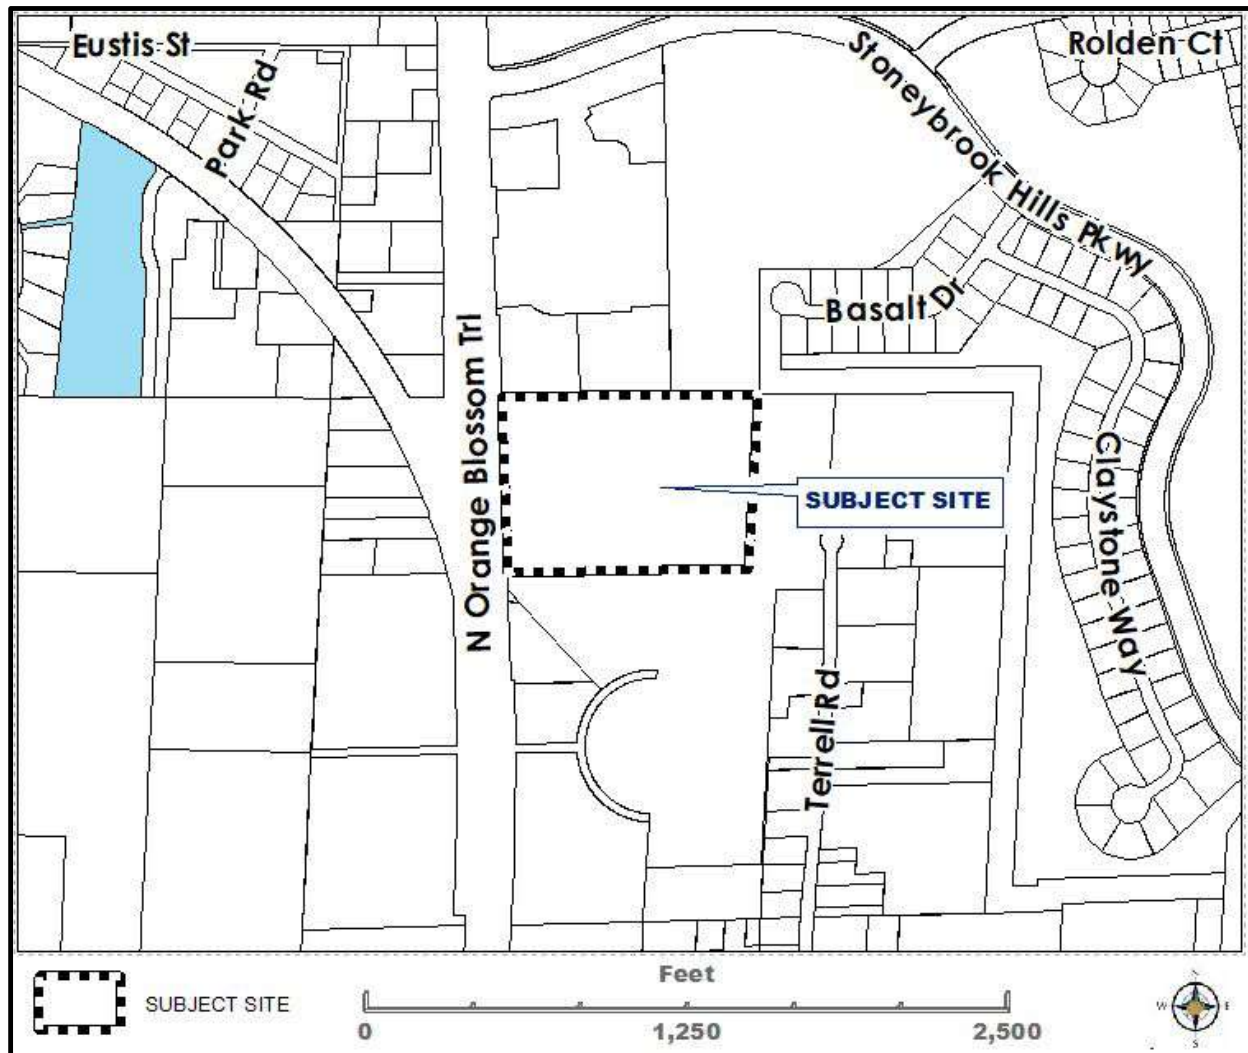 Eustis St
Park Rd
Stoneybrook Hills Pkwy
Rolden Ct
Basalt Dr
N Orange Blossom Trl
SUBJECT SITE
Claystone Way
Terrell Rd
SUBJECT SITE
Feet
0 1,250 2,500
N
W E
S